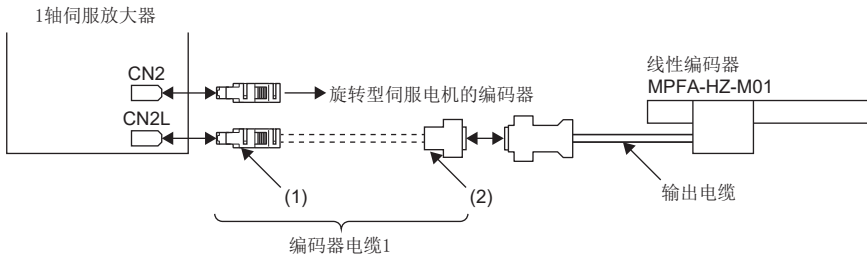 1轴伺服放大器
CN2
旋转型伺服电机的编码器
线性编码器
MPFA-HZ-M01
CN2L
(1)
(2)
输出电缆
编码器电缆1